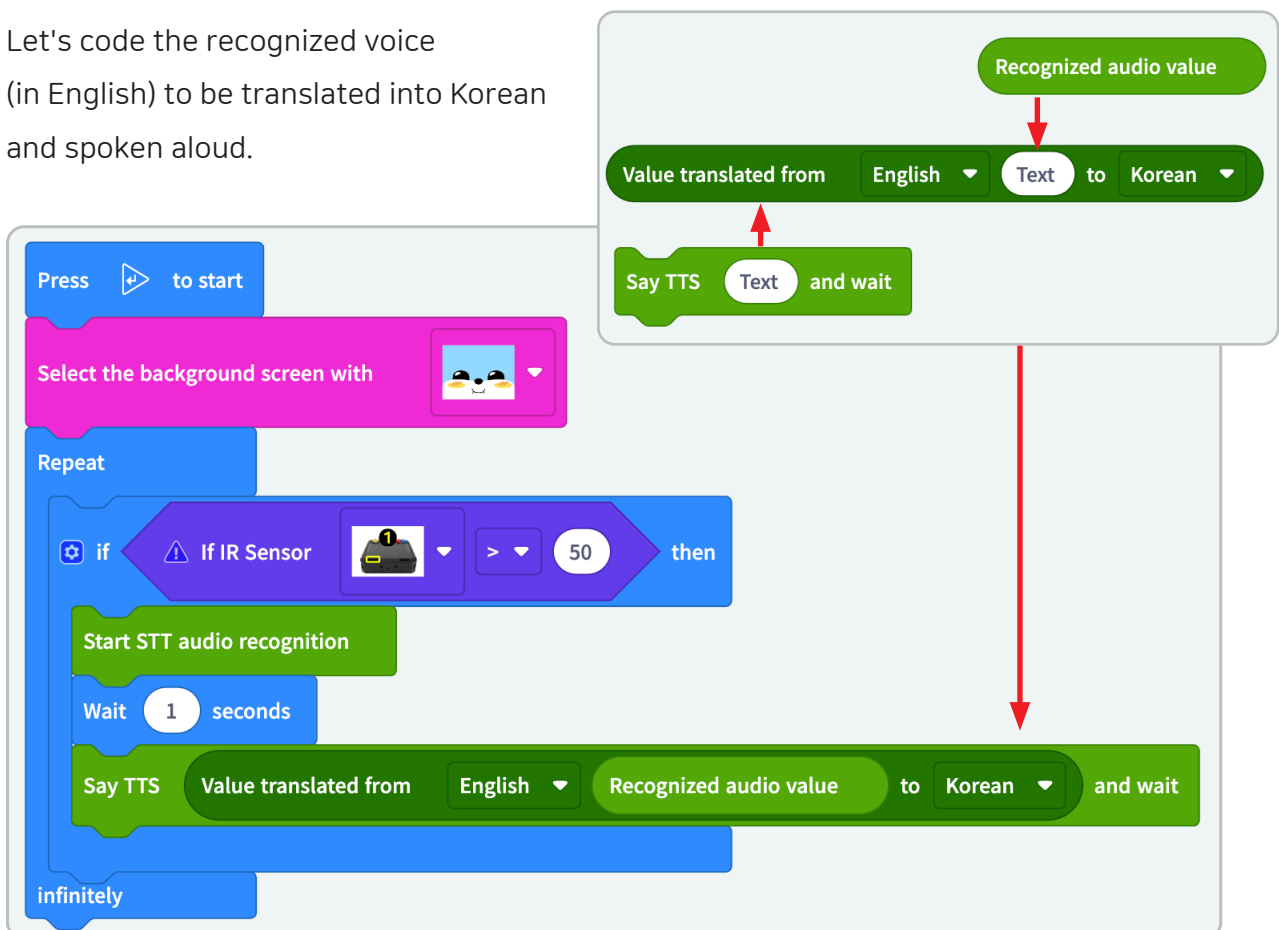 Let's code the recognized voice
(in English) to be translated into Korean
and spoken aloud.
Recognized audio value
Value translated from English Text to Korean
Say TTS Text and wait
Press to start
Select the background screen with
Repeat
if If IR Sensor 1 > 50 then
Start STT audio recognition
Wait 1 seconds
Say TTS Value translated from English Recognized audio value to Korean and wait
infinitely